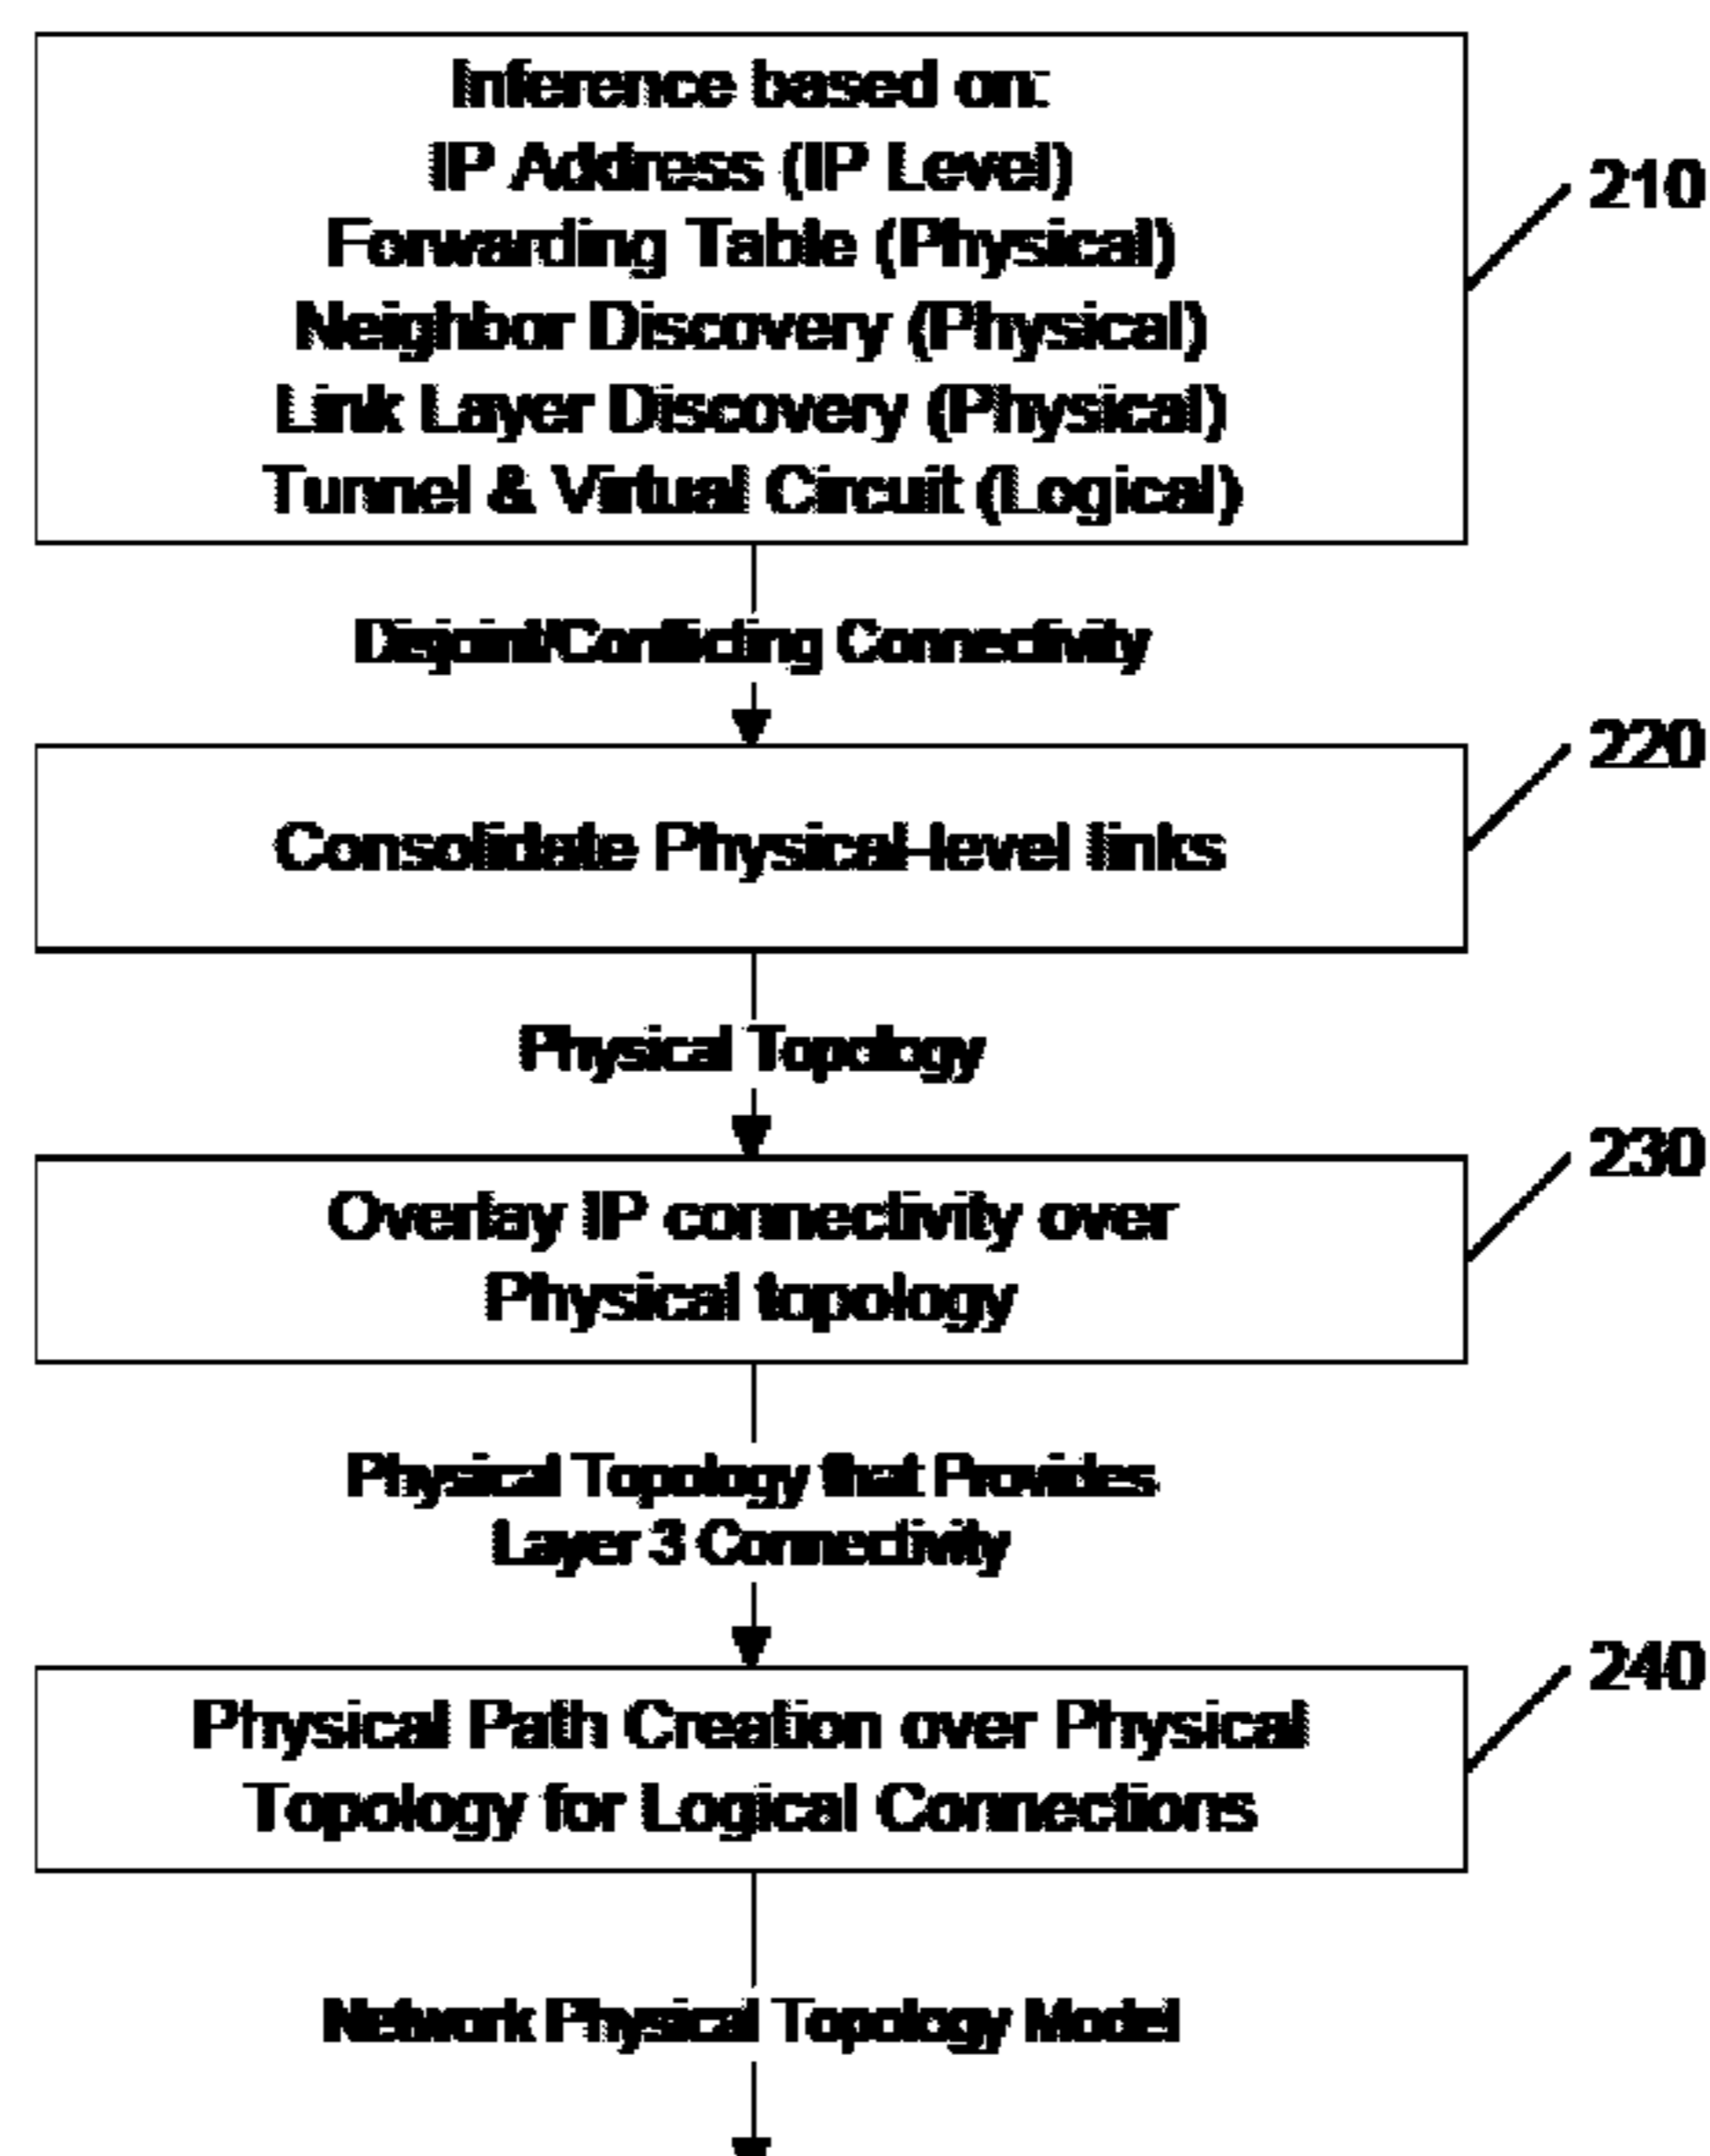 Inference based on:
IP Address (IP Level)
Forwarding Table (Physical)
Neighbor Discovery (Physical)
Link Layer Discovery (Physical)
Tunnel & Virtual Circuit (Logical)
210
Disjoint/Conflicting Connectivity
220
Consolidate Physical-level links
Physical Topology
230
Overlay IP connectivity over
Physical topology
Physical Topology that Provides
Layer 3 Connectivity
240
Physical Path Creation over Physical
Topology for Logical Connections
Network Physical Topology Model